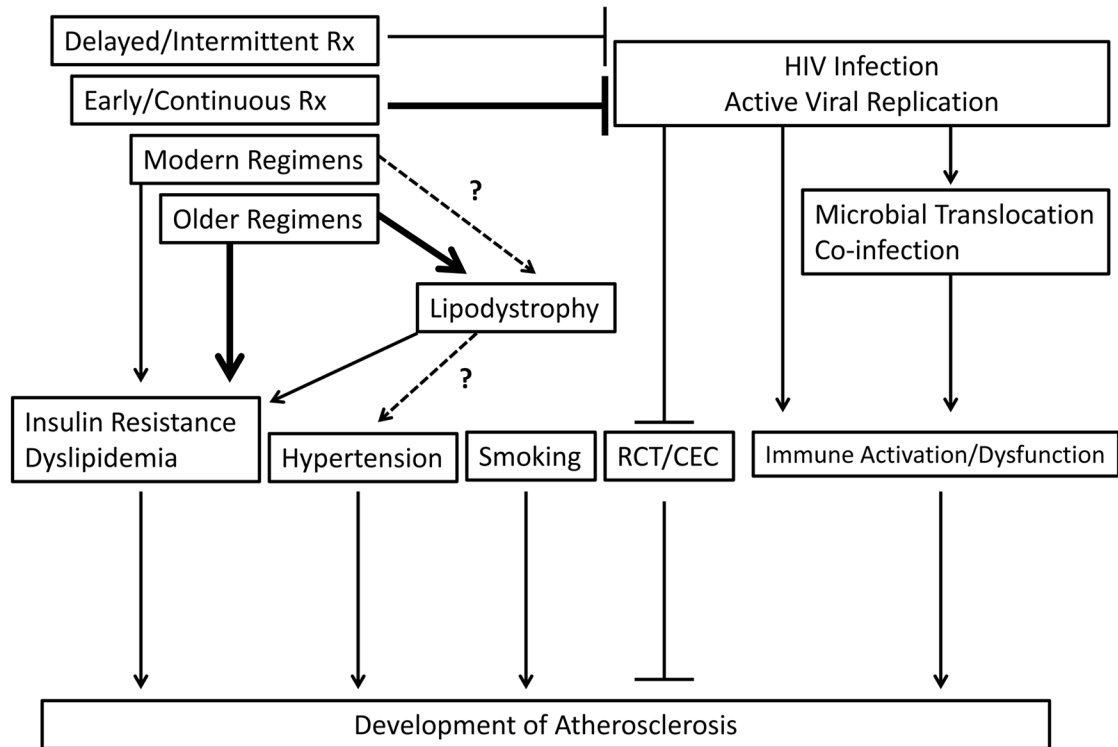 Delayed/Intermittent Rx
Early/Continuous Rx
Modern Regimens
Older Regimens
HIV Infection
Active Viral Replication
?
Microbial Translocation
Co-infection
Lipodystrophy
?
Insulin Resistance
Dyslipidemia
Hypertension
Smoking
RCT/CEC
Immune Activation/Dysfunction
Development of Atherosclerosis